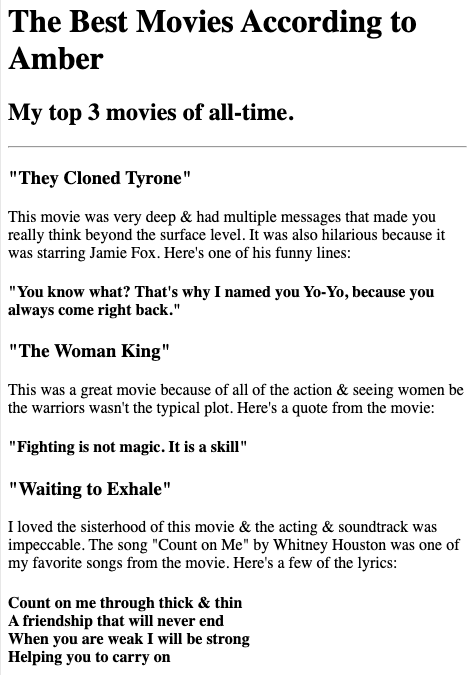 The Best Movies According to
Amber
My top 3 movies of all-time.
"They Cloned Tyrone"
This movie was very deep & had multiple messages that made you
really think beyond the surface level. It was also hilarious because it
was starring Jamie Fox. Here's one of his funny lines:
"You know what? That's why I named you Yo-Yo, because you
always come right back."
"The Woman King"
This was a great movie because of all of the action & seeing women be
the warriors wasn't the typical plot. Here's a quote from the movie:
"Fighting is not magic. It is a skill"
"Waiting to Exhale"
I loved the sisterhood of this movie & the acting & soundtrack was
impeccable. The song "Count on Me" by Whitney Houston was one of
my favorite songs from the movie. Here's a few of the lyrics:
Count on me through thick & thin
A friendship that will never end
When you are weak I will be strong
Helping you to carry on